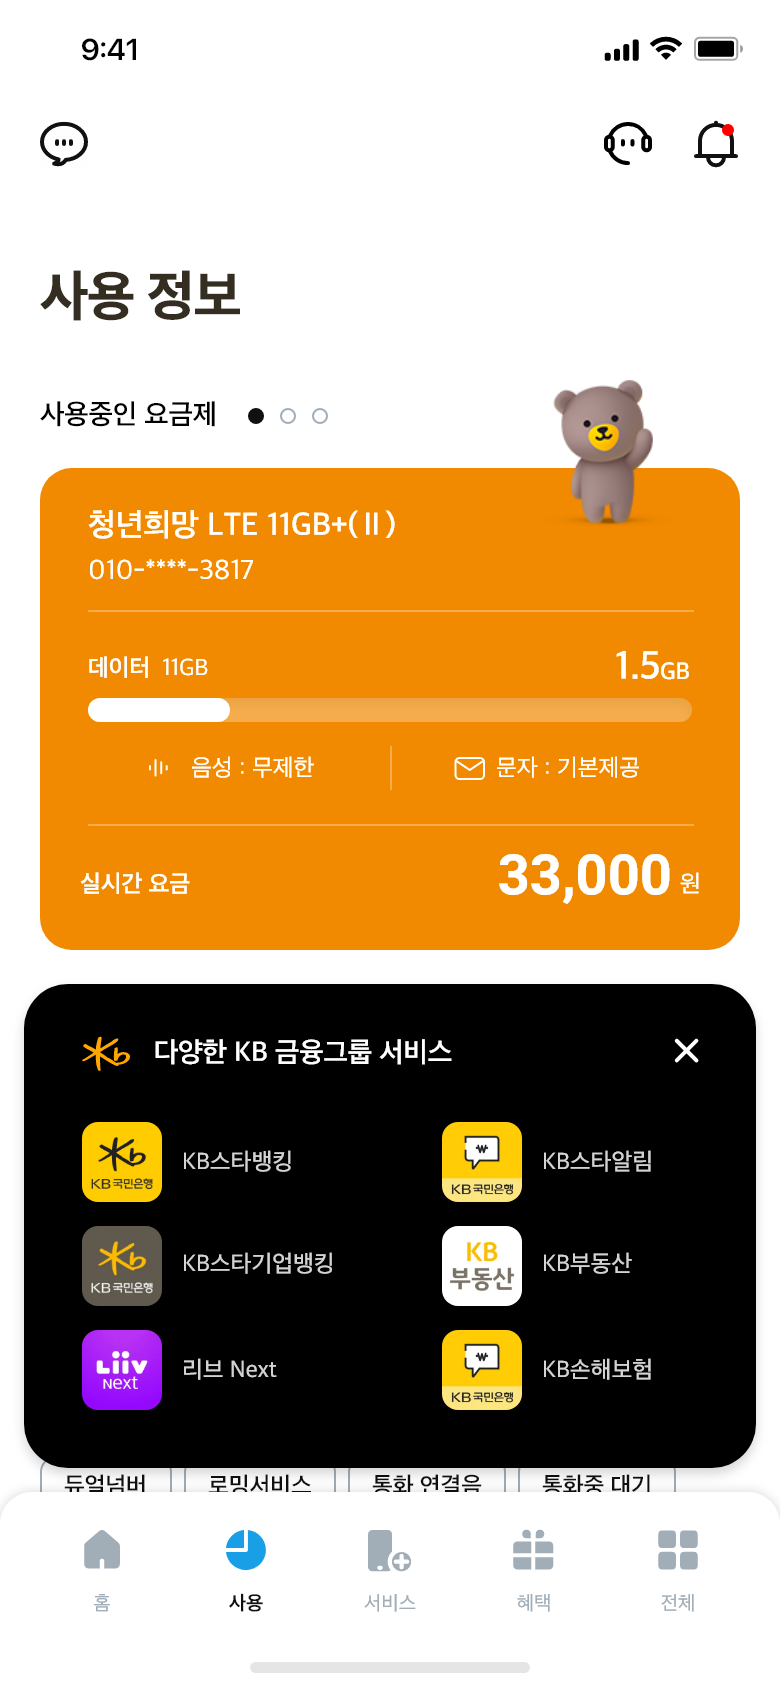 9:41
사용 정보
사용중인 요금제
청년희망 LTE 11GB+(Ⅱ)
010-****-3817
데이터 11GB
1.5GB
음성 : 무제한
문자 : 기본제공
실시간 요금
33,000 원
다양한 KB 금융그룹 서비스
KB국민은행
KB스타뱅킹
₩
KB국민은행
KB스타알림
KB국민은행
KB스타기업뱅킹
KB
부동산
KB부동산
Liiv
Next
리브 Next
₩
KB국민은행
KB손해보험
듀얼넘버
로밍서비스
통화 연결음
통화중 대기
홈
사용
서비스
혜택
전체